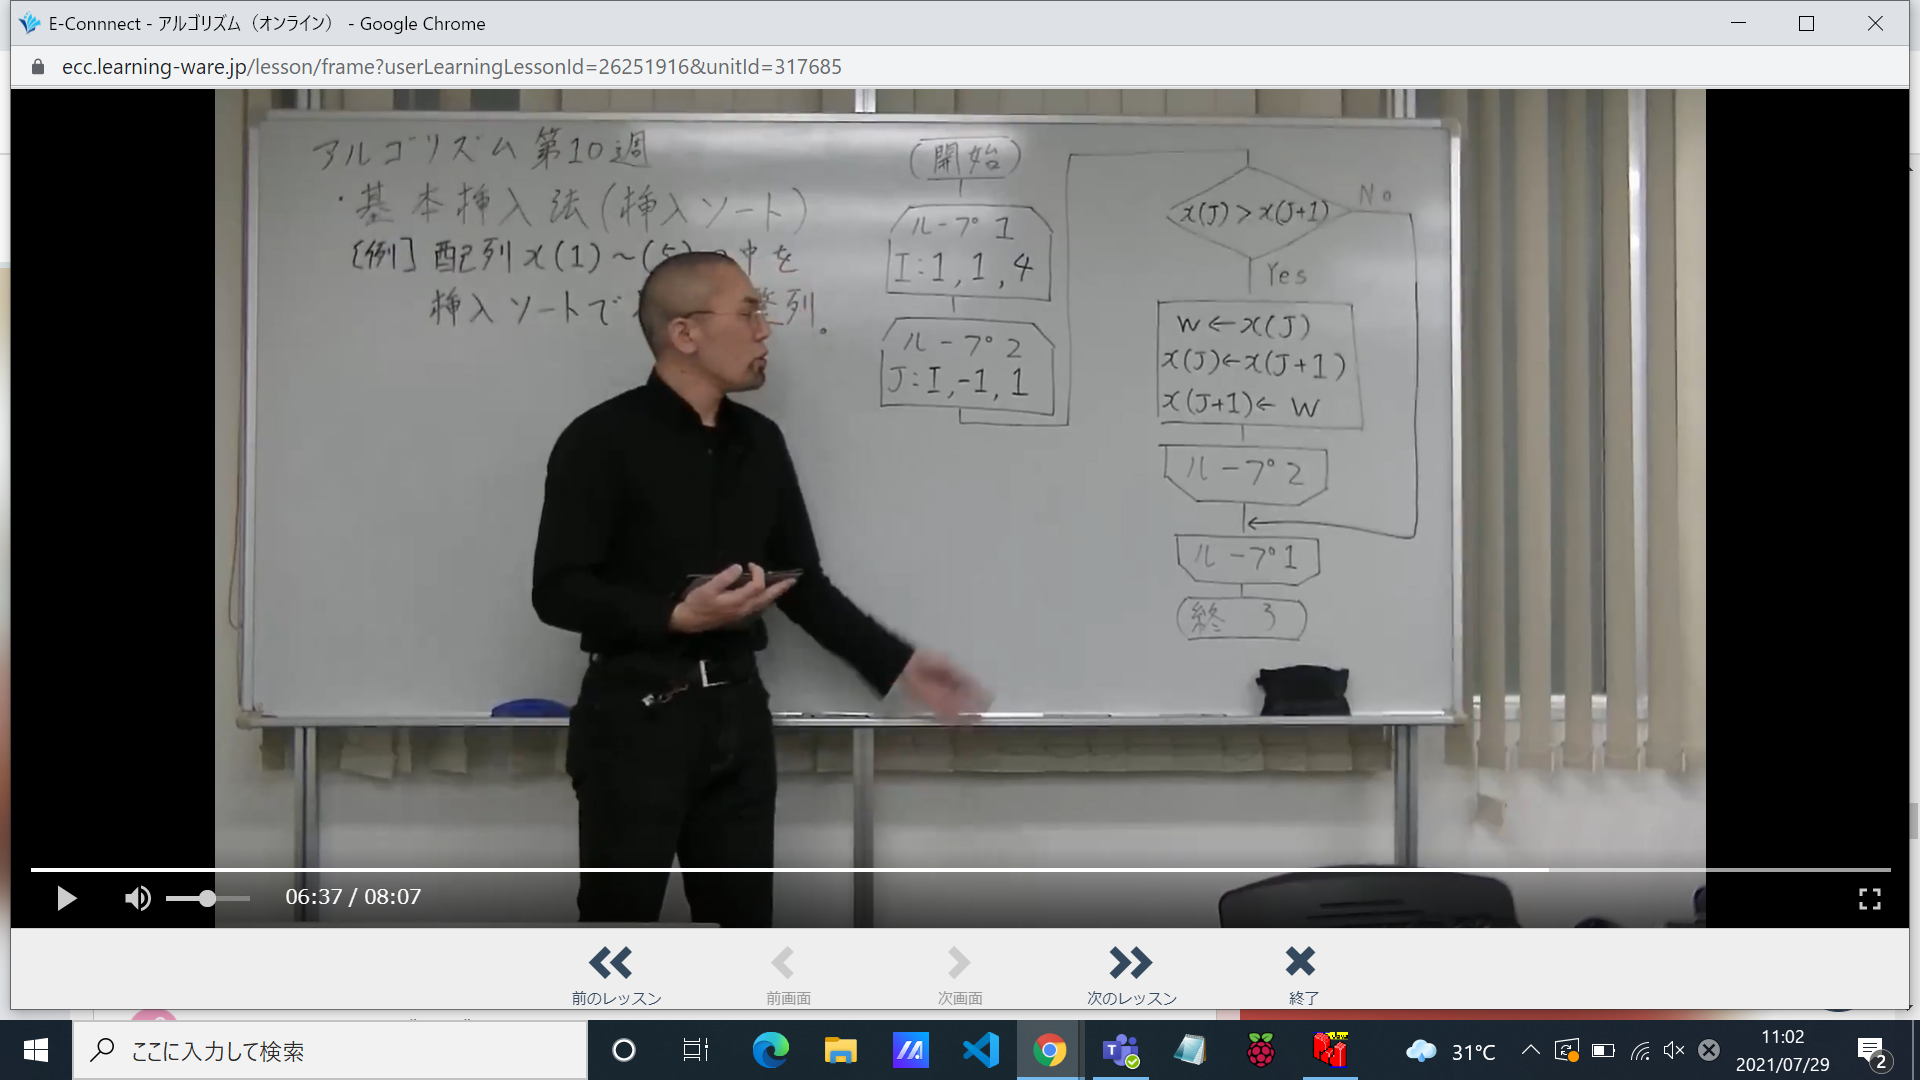 E-Connnect - アルゴリズム（オンライン） - Google Chrome
ecc.learning-ware.jp/lesson/frame?userLearningLessonId=26251916&unitId=317685
アルゴリズム 第10週
・基本挿入法(挿入ソート)
[例] 配列 x(1)～(5) 中を
挿入ソートで 整列。
(開始)
ループ1
I:1,1,4
ループ2
J:I,-1,1
x(J)>x(J+1)
No
Yes
W←x(J)
x(J)←x(J+1)
x(J+1)←W
ループ2
ループ1
終了
06:37 / 08:07
前のレッスン
前画面
次画面
次のレッスン
終了
ここに入力して検索
31°C
11:02
2021/07/29
2